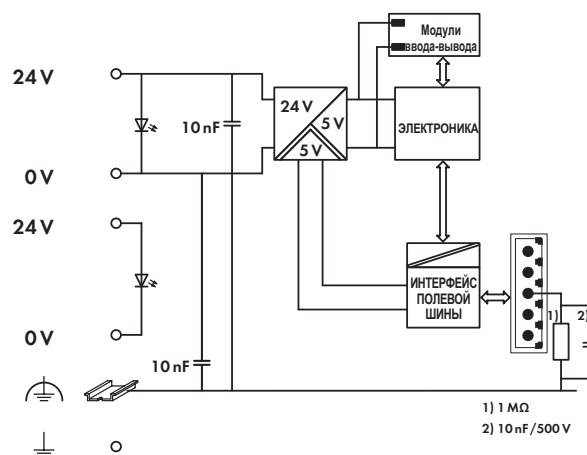 24 V
0 V
24 V
0 V
10 nF
10 nF
24 V
5 V
5 V
Модули
ввода-вывода
ЭЛЕКТРОНИКА
ИНТЕРФЕЙС
ПОЛЕВОЙ
ШИНЫ
1)
2)
1) 1 MΩ
2) 10 nF/500 V